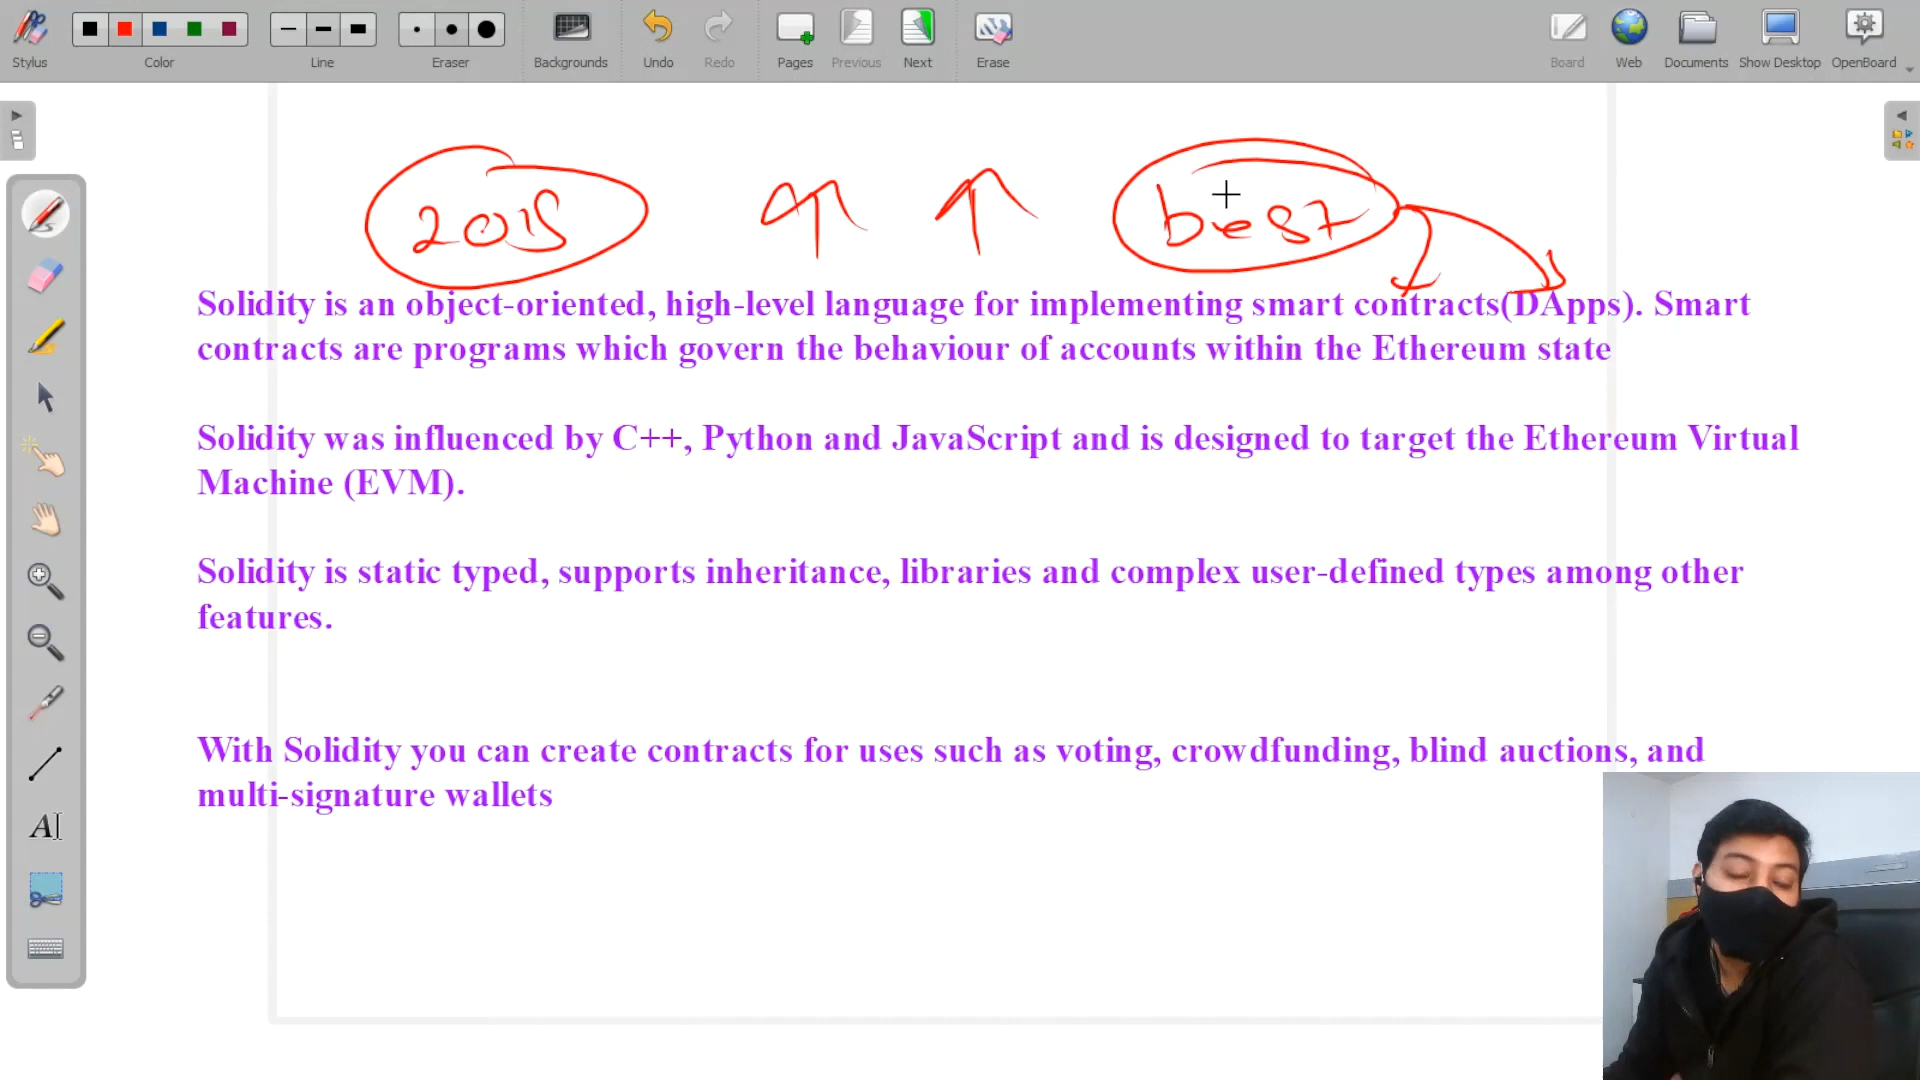 Stylus Color Line Eraser Backgrounds Undo Redo Pages Previous Next Erase Board Web Documents Show Desktop OpenBoard
2015 best
Solidity is an object-oriented, high-level language for implementing smart contracts(DApps). Smart
contracts are programs which govern the behaviour of accounts within the Ethereum state
Solidity was influenced by C++, Python and JavaScript and is designed to target the Ethereum Virtual
Machine (EVM).
Solidity is static typed, supports inheritance, libraries and complex user-defined types among other
features.
With Solidity you can create contracts for uses such as voting, crowdfunding, blind auctions, and
multi-signature wallets